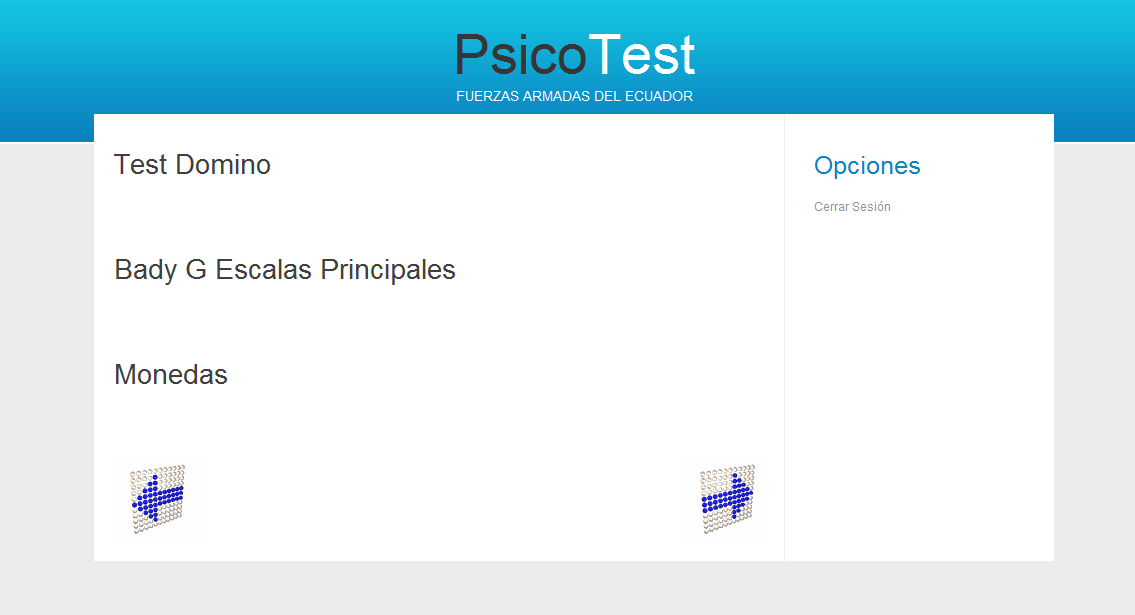 PsicoTest
FUERZAS ARMADAS DEL ECUADOR
Test Domino
Bady G Escalas Principales
Monedas
Opciones
Cerrar Sesión